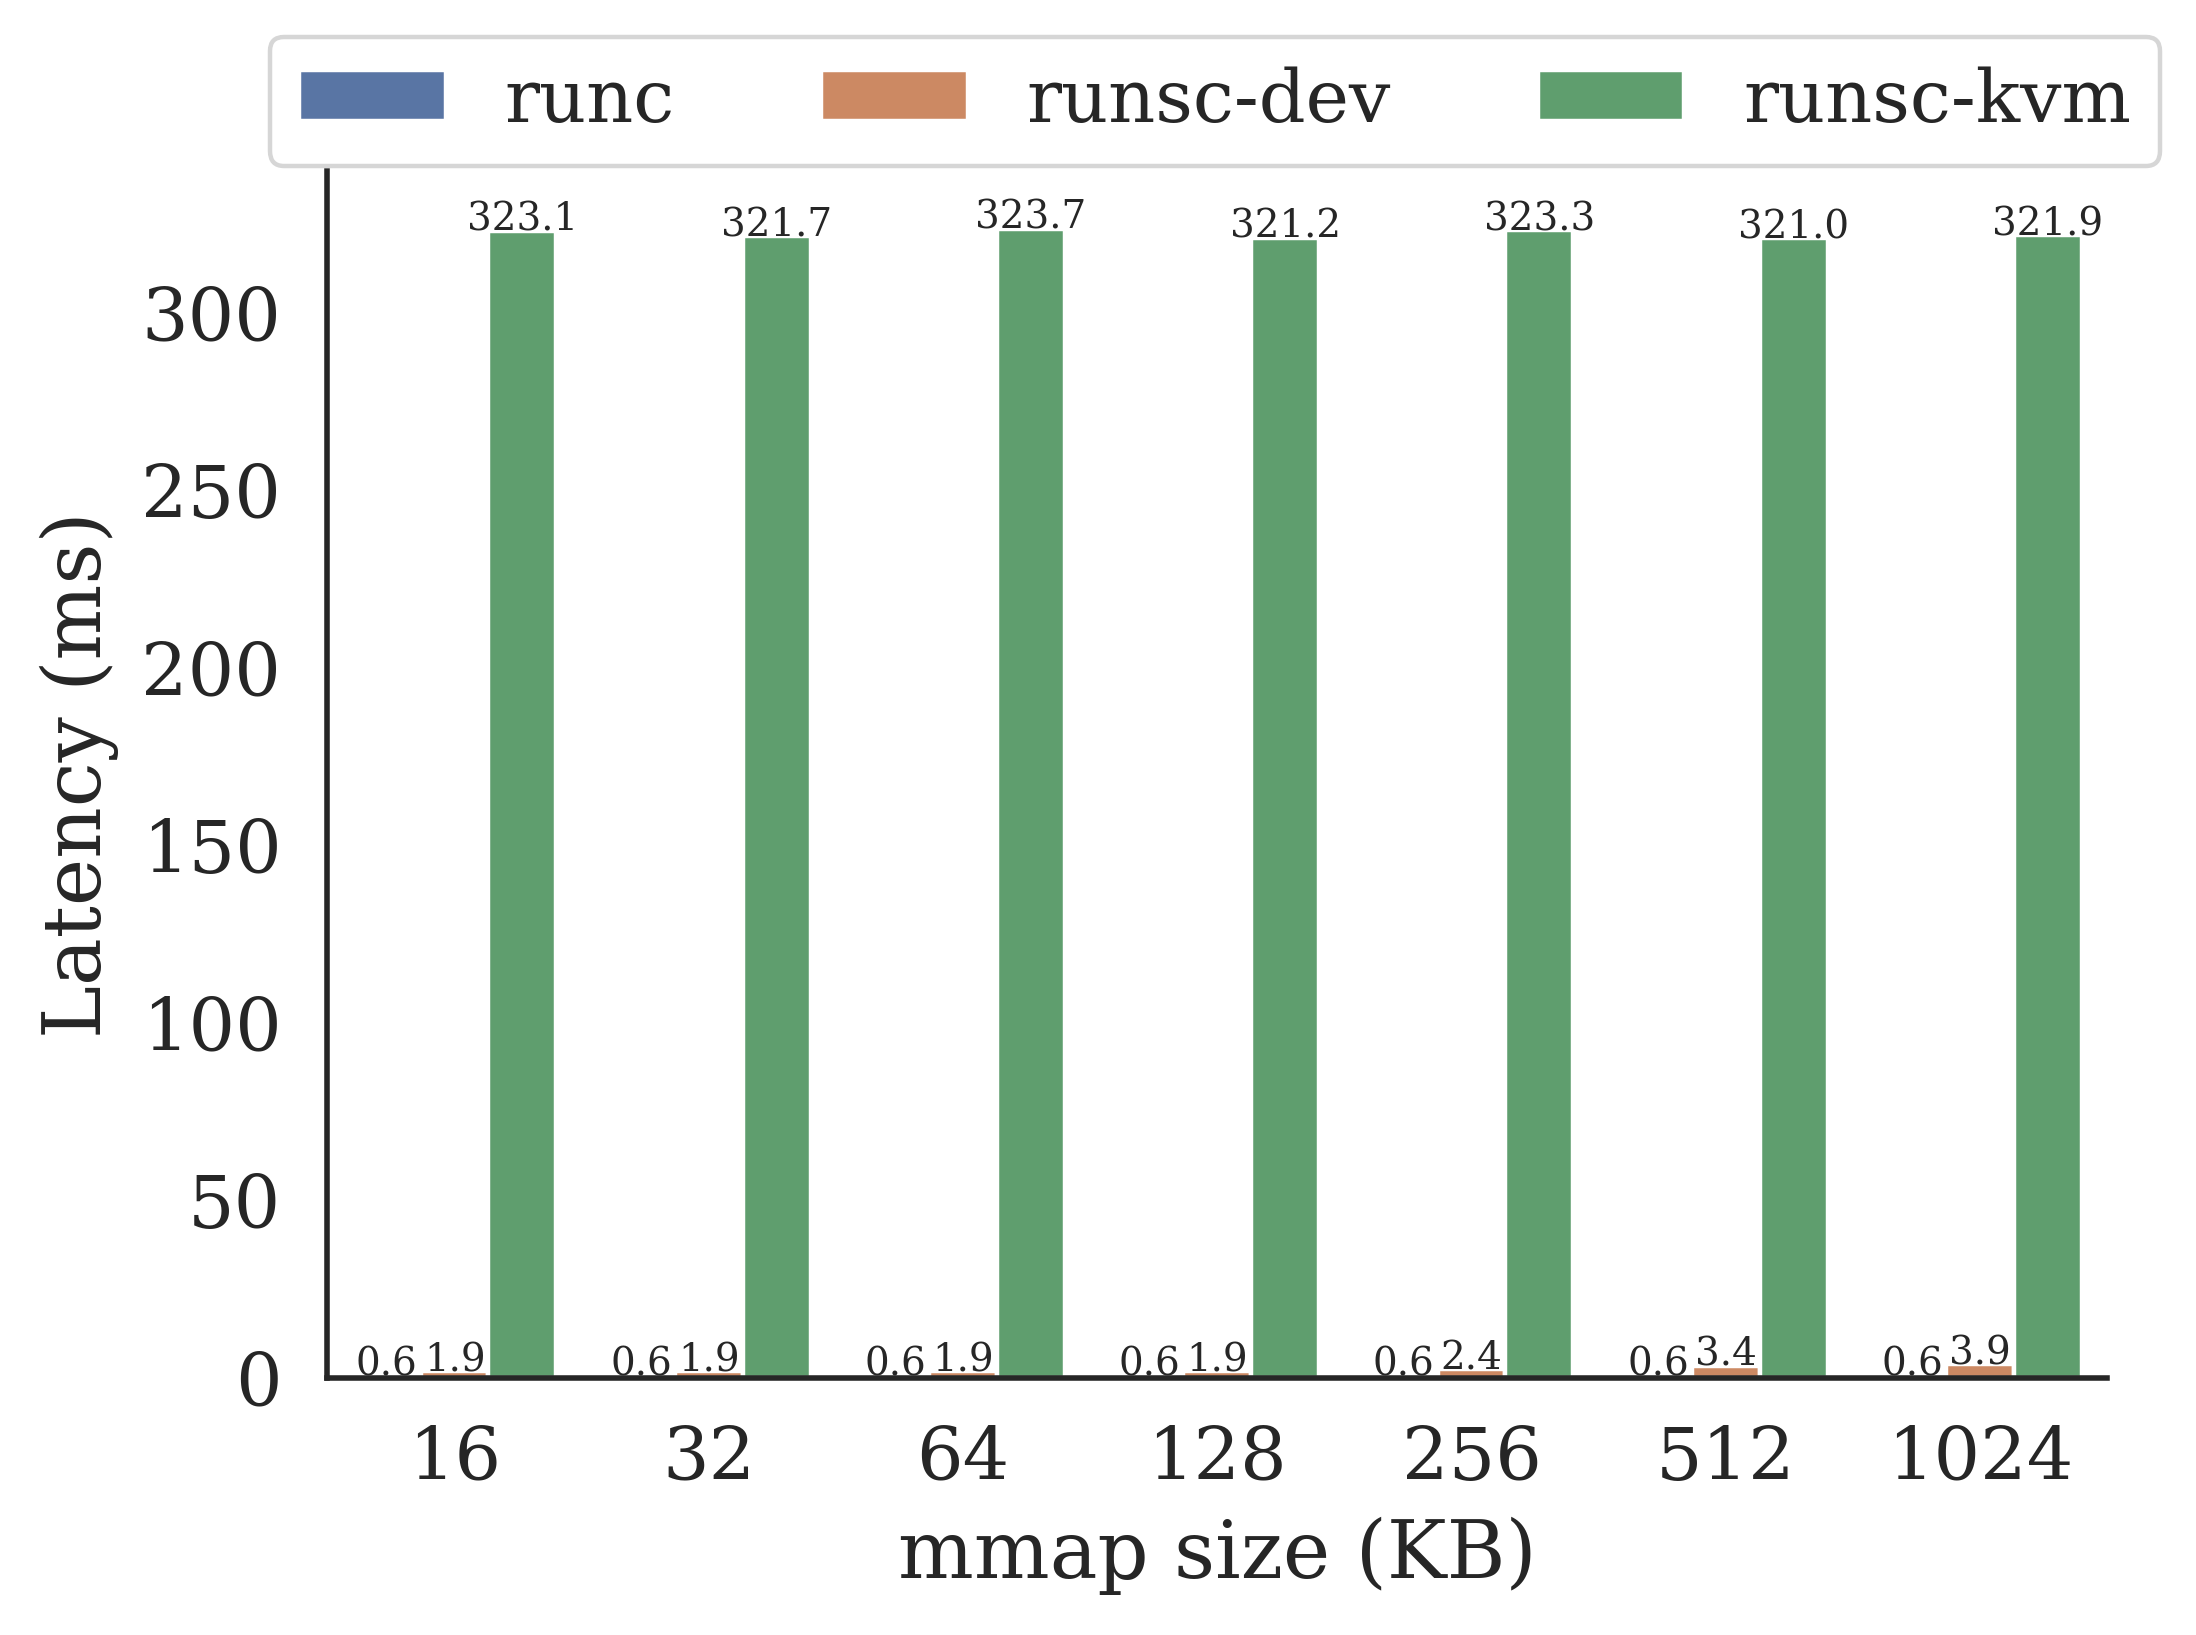 runc runsc-dev runsc-kvm
323.1 321.7 323.7 321.2 323.3 321.0 321.9
300
250
200
150
100
50
0
Latency (ms)
0.6 1.9 0.6 1.9 0.6 1.9 0.6 1.9 0.6 2.4 0.6 3.4 0.6 3.9
16 32 64 128 256 512 1024
mmap size (KB)